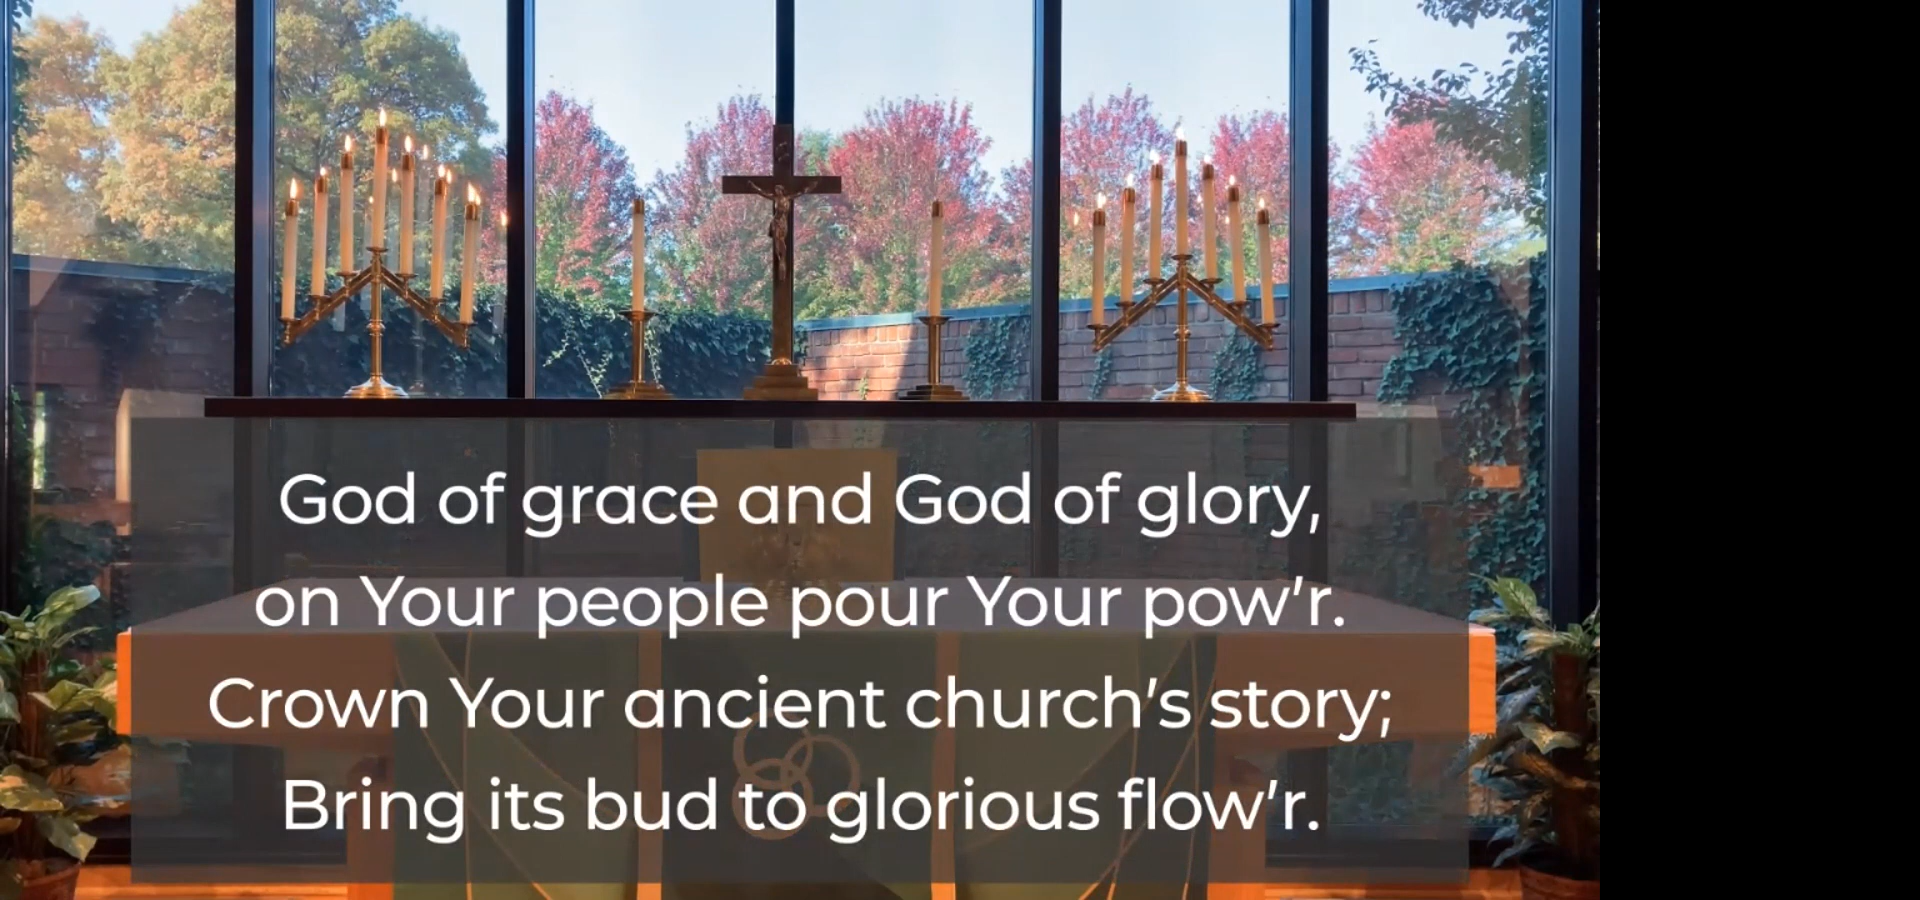 God of grace and God of glory,
on Your people pour Your pow’r.
Crown Your ancient church’s story;
Bring its bud to glorious flow’r.